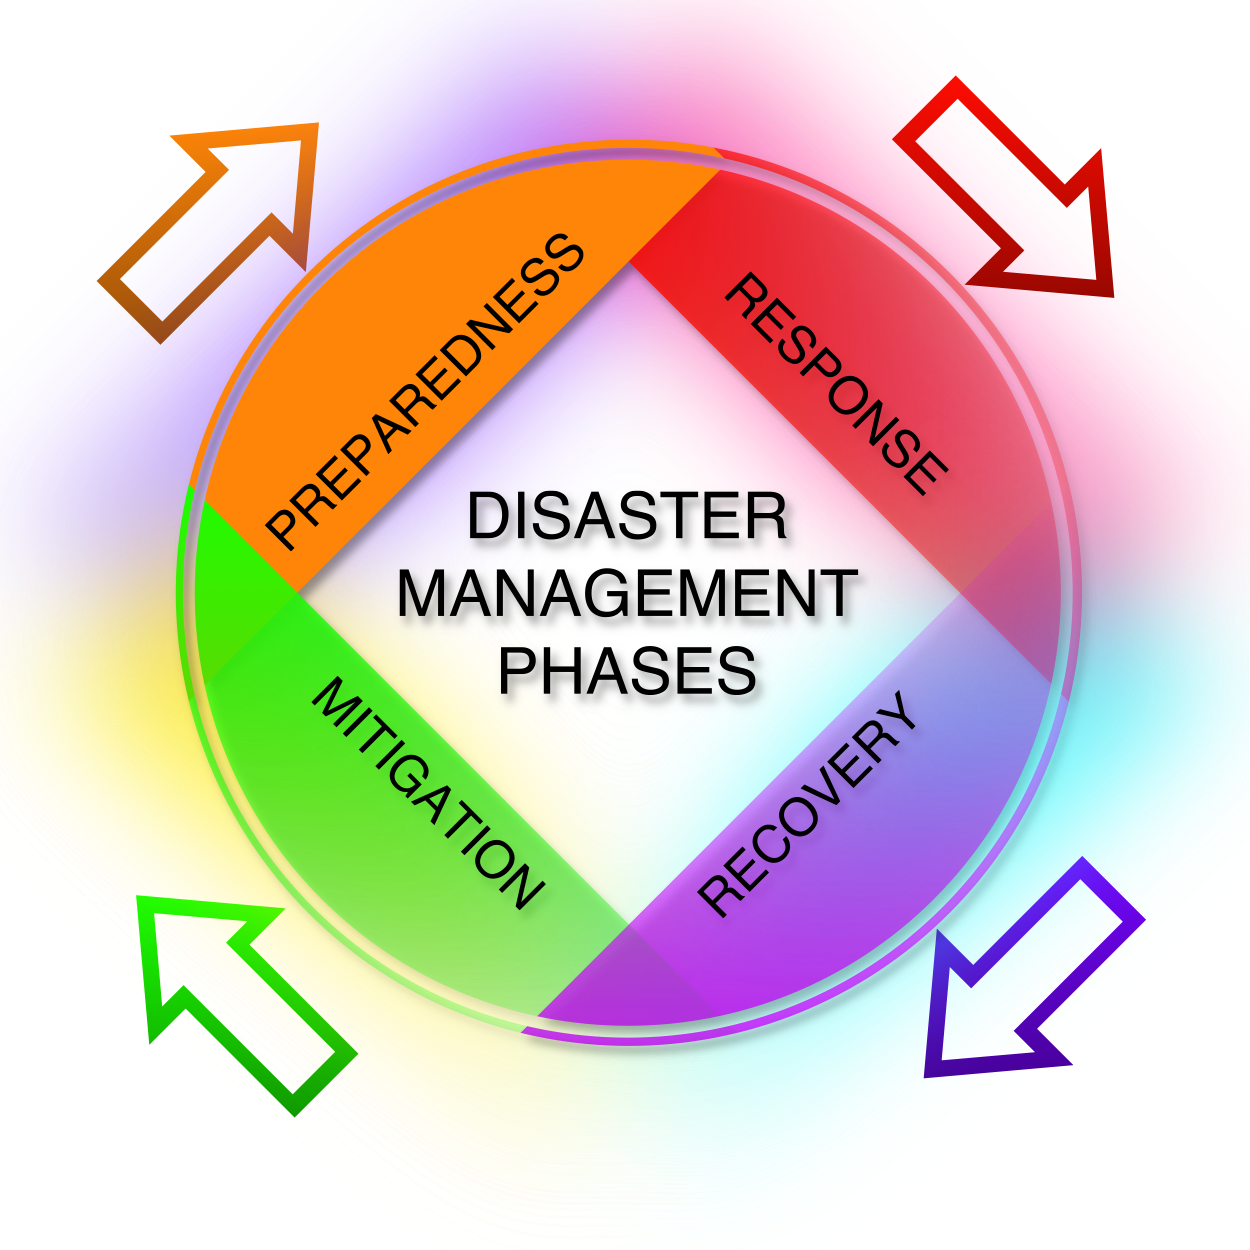 PREPAREDNESS
RESPONSE
DISASTER
MANAGEMENT
PHASES
MITIGATION
RECOVERY